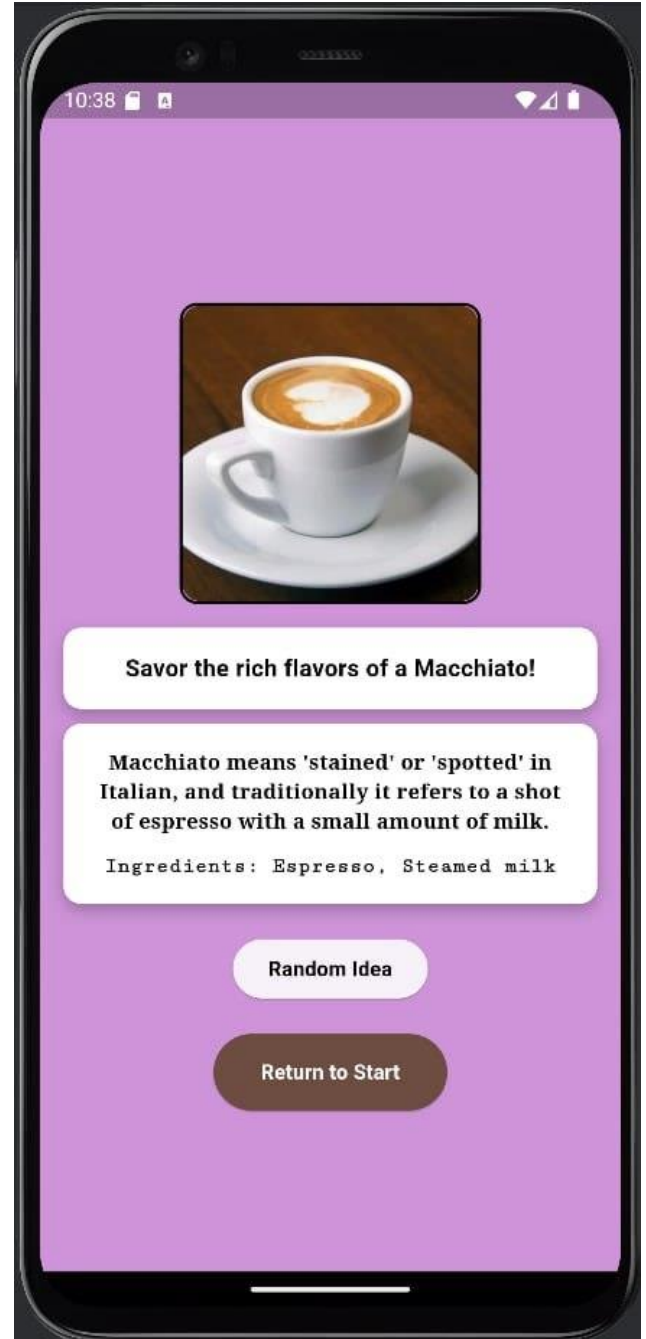 10:38
Savor the rich flavors of a Macchiato!
Macchiato means 'stained' or 'spotted' in
Italian, and traditionally it refers to a shot
of espresso with a small amount of milk.
Ingredients: Espresso, Steamed milk
Random Idea
Return to Start